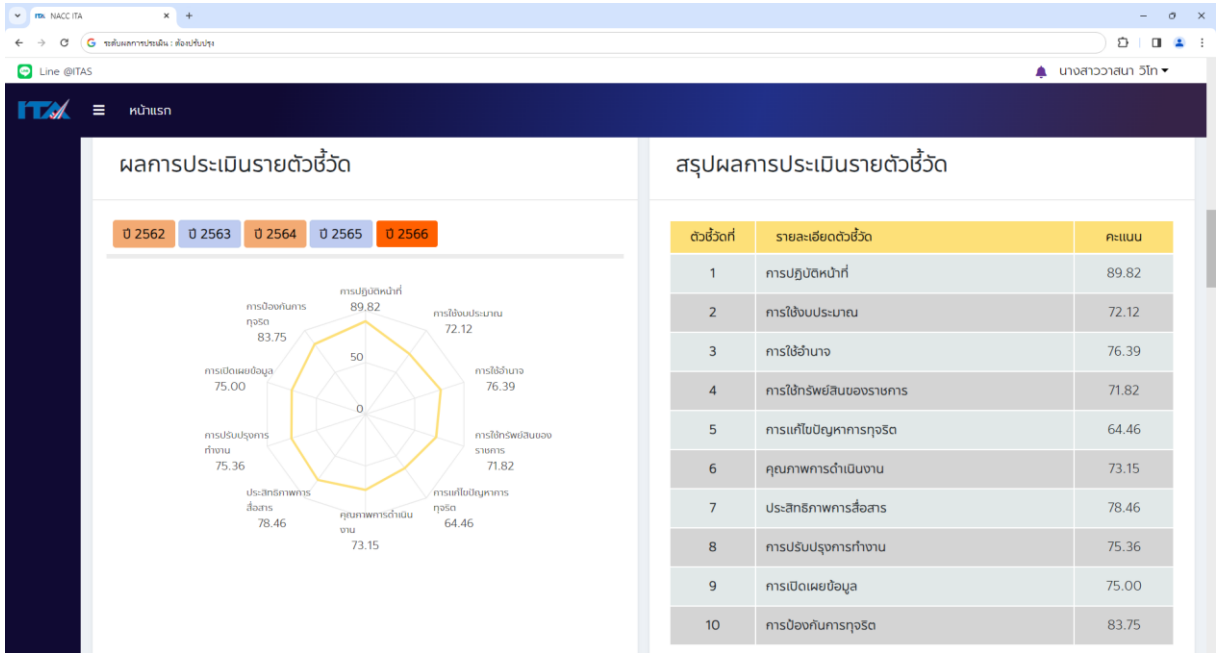 ITA NACC ITA
ระดับผลการประเมิน : ต้องปรับปรุง
Line @ITAS
นางสาววาสนา วิโท
ITA
หน้าแรก
ผลการประเมินรายตัวชี้วัด
ปี 2562 ปี 2563 ปี 2564 ปี 2565 ปี 2566
การปฏิบัติหน้าที่
89.82
การใช้งบประมาณ
72.12
การใช้อำนาจ
76.39
การใช้ทรัพย์สินของ
ราชการ
71.82
การแก้ไขปัญหาการ
ทุจริต
64.46
คุณภาพการดำเนิน
งาน
73.15
ประสิทธิภาพการ
สื่อสาร
78.46
การปรับปรุงการ
ทำงาน
75.36
การเปิดเผยข้อมูล
75.00
การป้องกันการ
ทุจริต
83.75
50
0
สรุปผลการประเมินรายตัวชี้วัด
ตัวชี้วัดที่ รายละเอียดตัวชี้วัด คะแนน
1 การปฏิบัติหน้าที่ 89.82
2 การใช้งบประมาณ 72.12
3 การใช้อำนาจ 76.39
4 การใช้ทรัพย์สินของราชการ 71.82
5 การแก้ไขปัญหาการทุจริต 64.46
6 คุณภาพการดำเนินงาน 73.15
7 ประสิทธิภาพการสื่อสาร 78.46
8 การปรับปรุงการทำงาน 75.36
9 การเปิดเผยข้อมูล 75.00
10 การป้องกันการทุจริต 83.75